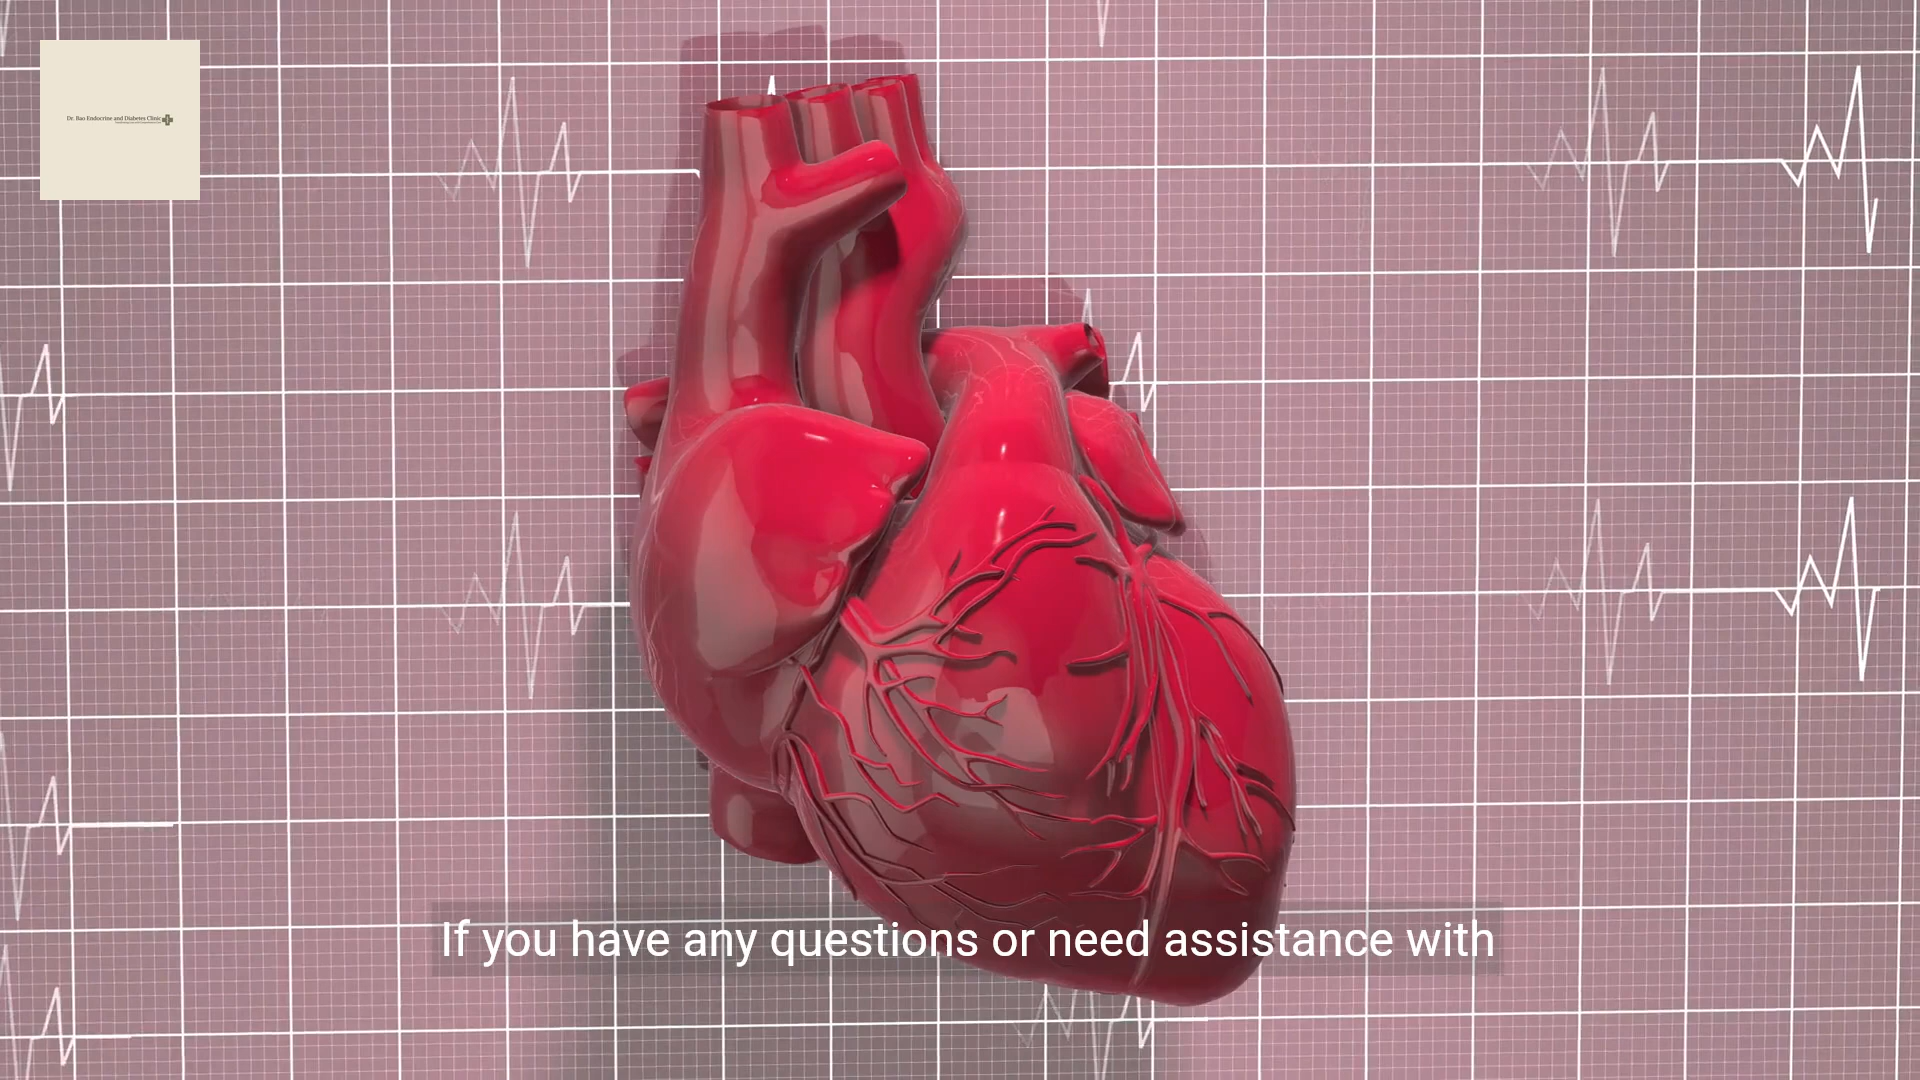 Dr. Bao Endocrine and Diabetes Clinic
If you have any questions or need assistance with